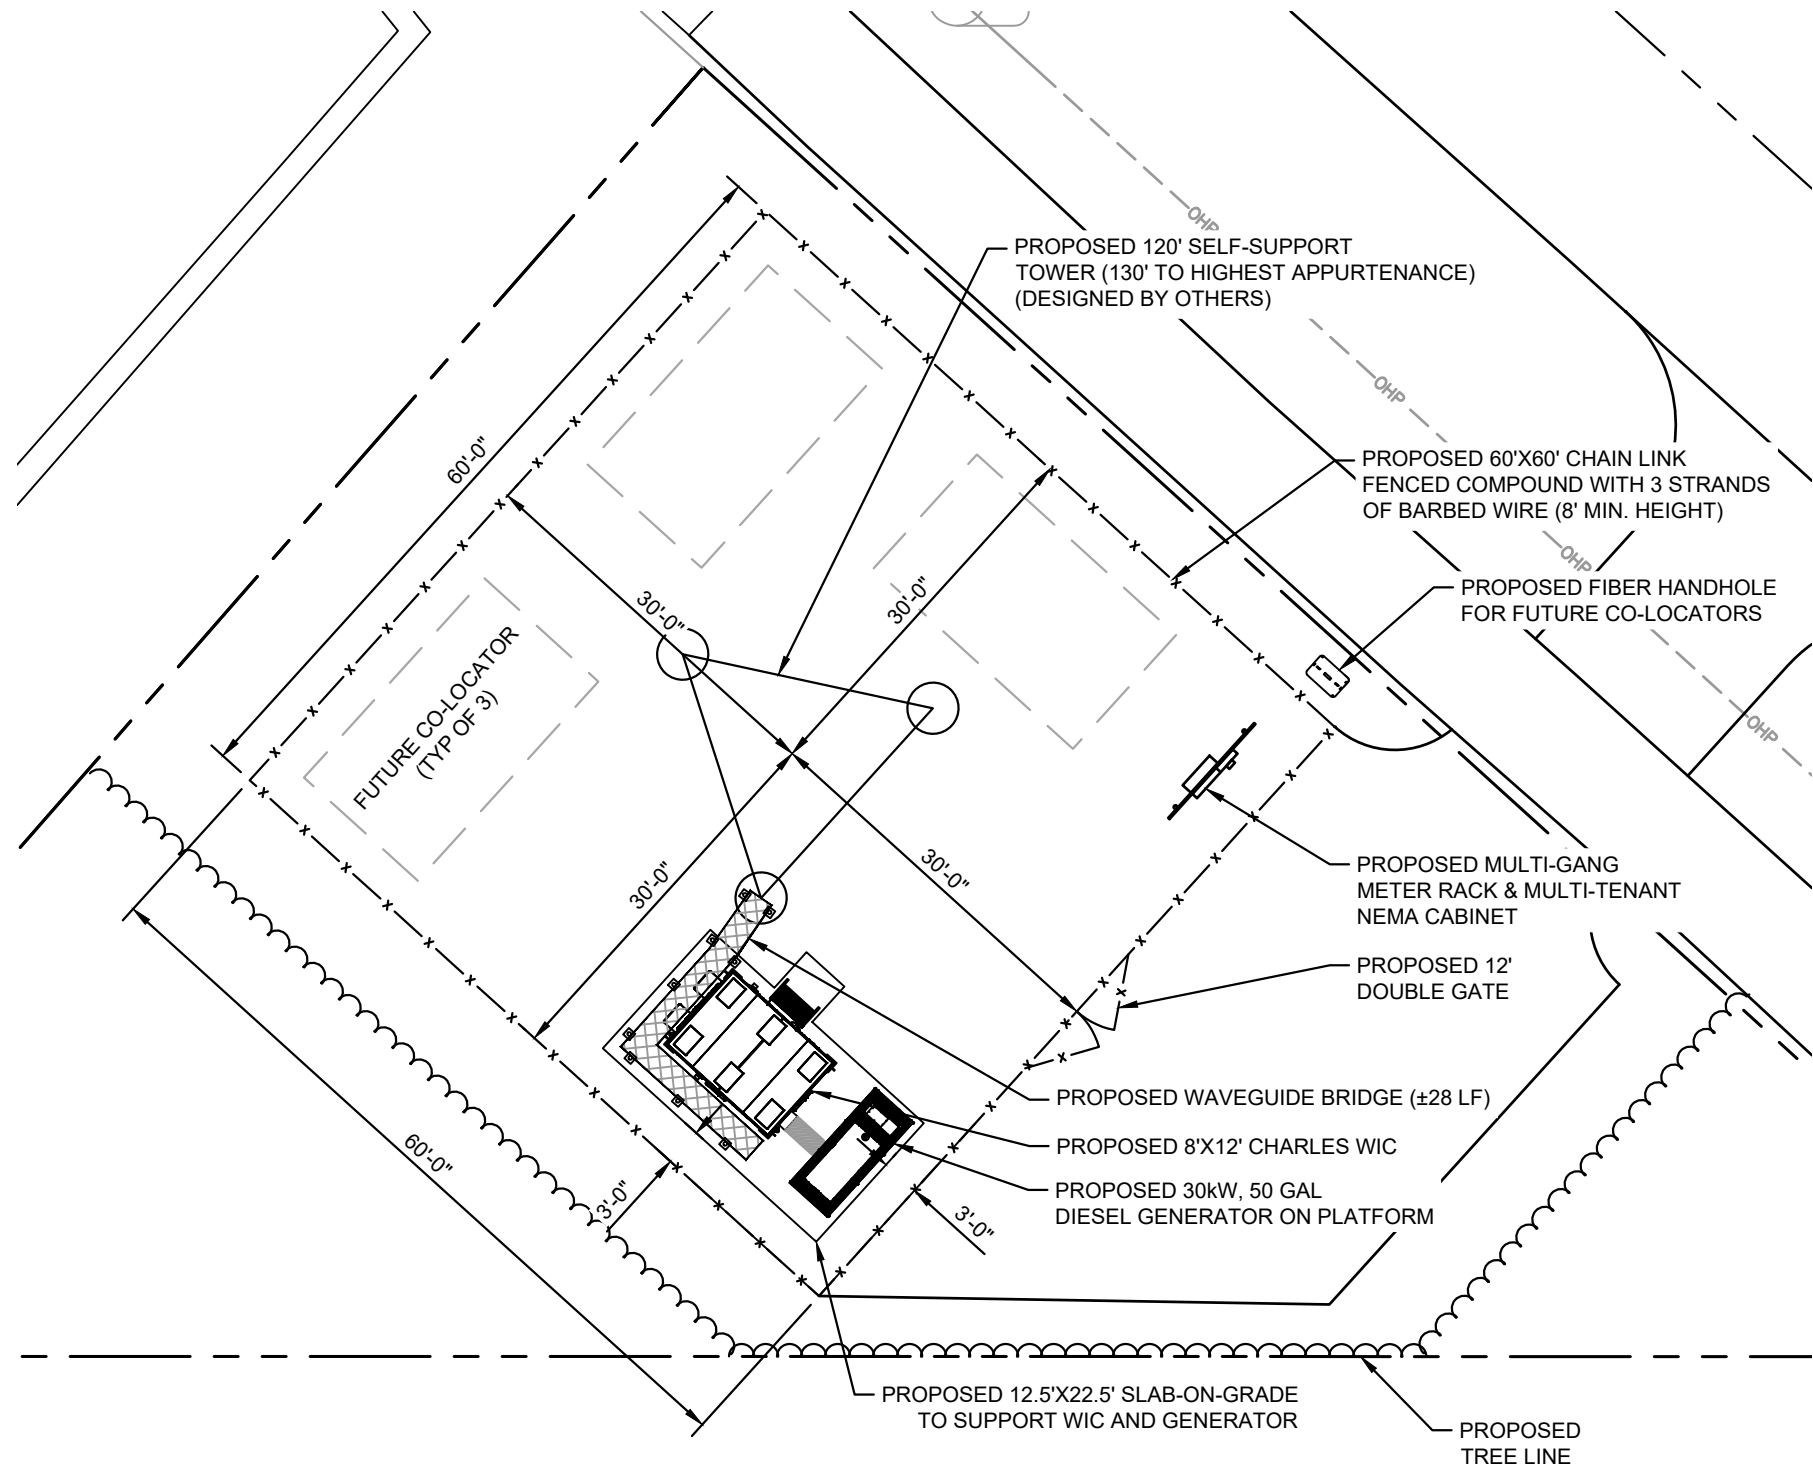 OHP
PROPOSED 120' SELF-SUPPORT
TOWER (130' TO HIGHEST APPURTENANCE)
(DESIGNED BY OTHERS)
OHP
60'-0"
PROPOSED 60'X60' CHAIN LINK
FENCED COMPOUND WITH 3 STRANDS
OF BARBED WIRE (8' MIN. HEIGHT)
OHP
PROPOSED FIBER HANDHOLE
FOR FUTURE CO-LOCATORS
30'-0"
30'-0"
FUTURE CO-LOCATOR
(TYP OF 3)
OHP
30'-0"
30'-0"
PROPOSED MULTI-GANG
METER RACK & MULTI-TENANT
NEMA CABINET
PROPOSED 12'
DOUBLE GATE
PROPOSED WAVEGUIDE BRIDGE (±28 LF)
PROPOSED 8'X12' CHARLES WIC
60'-0"
PROPOSED 30kW, 50 GAL
DIESEL GENERATOR ON PLATFORM
3'-0"
3'-0"
PROPOSED 12.5'X22.5' SLAB-ON-GRADE
TO SUPPORT WIC AND GENERATOR
PROPOSED
TREE LINE